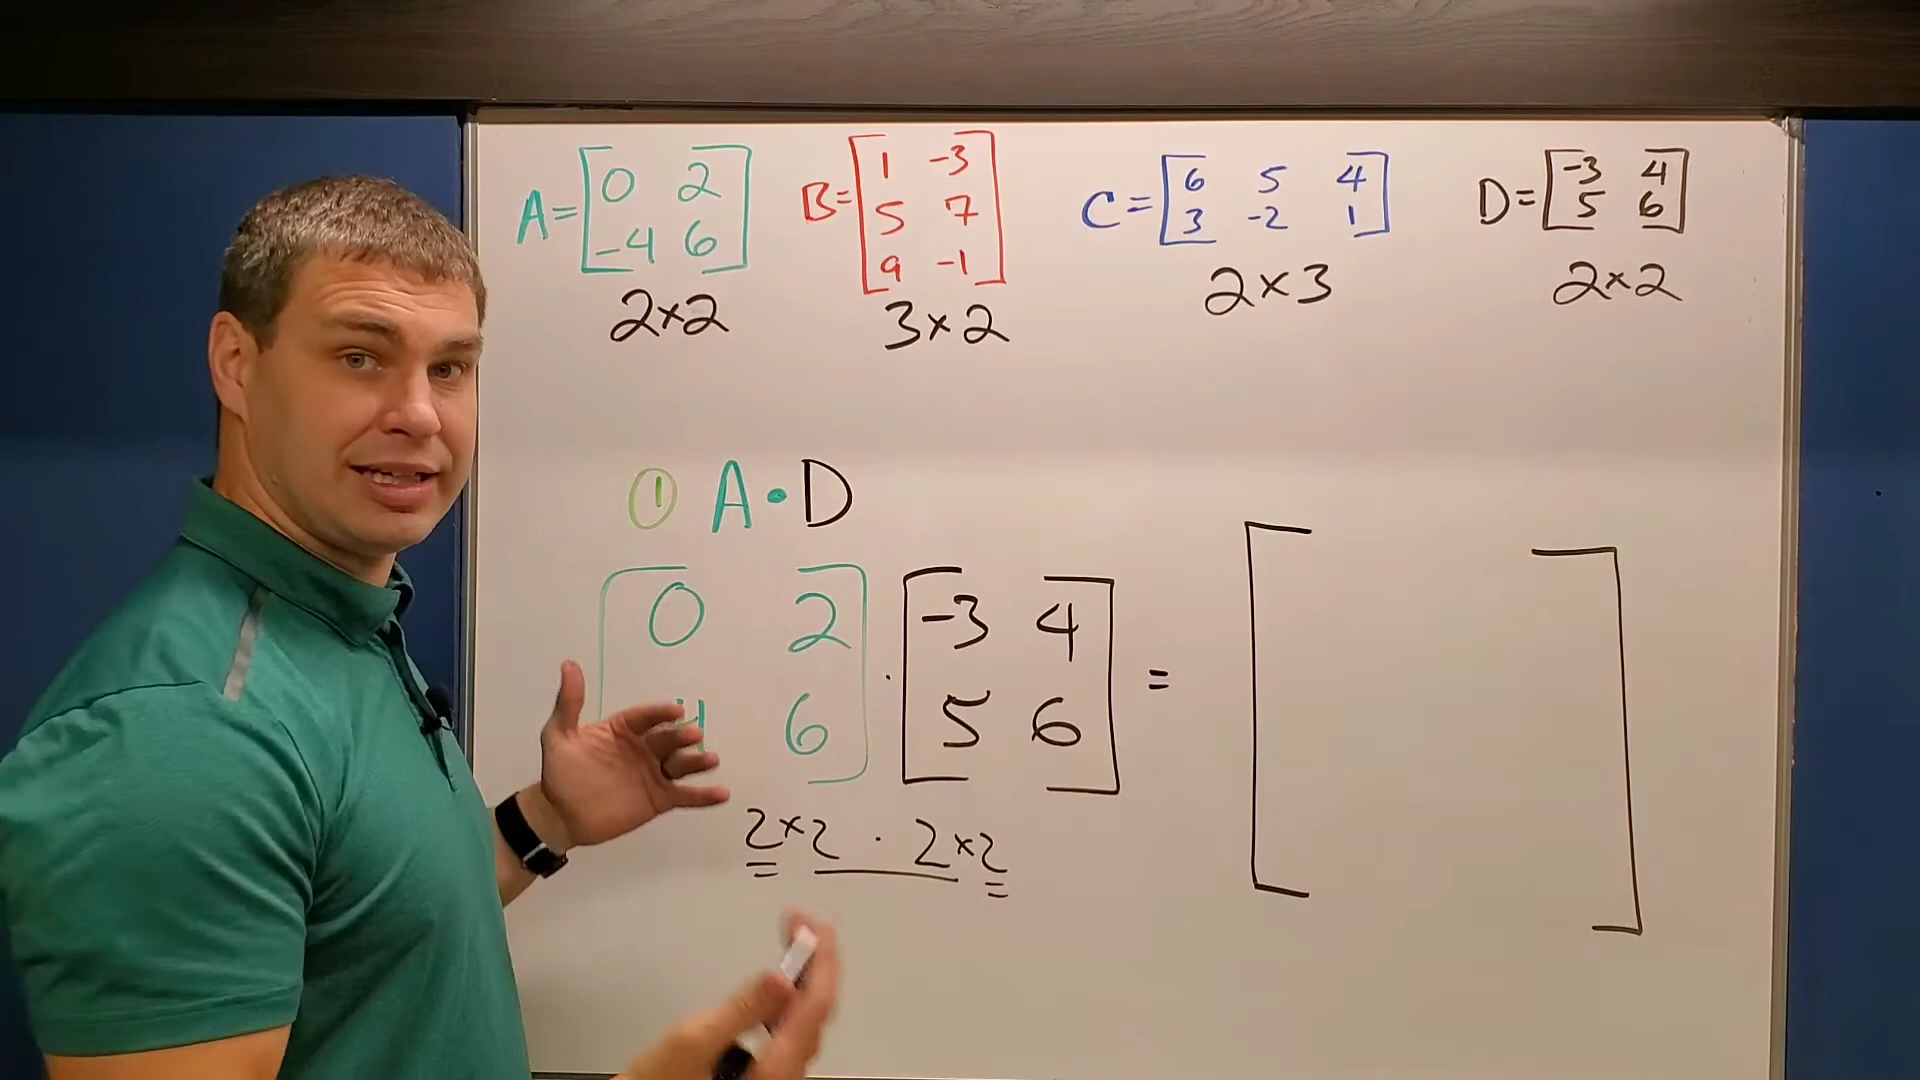 A = [0 2
-4 6]
2×2
B = [1 -3
5 7
9 -1]
3×2
C = [6 5 4
3 -2 1]
2×3
D = [-3 4
5 6]
2×2
① A • D
[0 2
4 6] · [-3 4
5 6] = [ ]
2×2 · 2×2